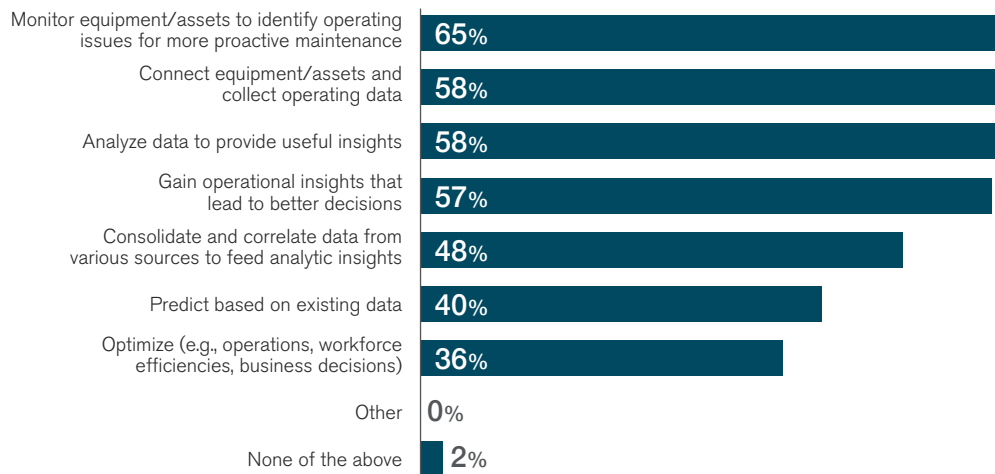 Monitor equipment/assets to identify operating
issues for more proactive maintenance
65%
Connect equipment/assets and
collect operating data
58%
Analyze data to provide useful insights
58%
Gain operational insights that
lead to better decisions
57%
Consolidate and correlate data from
various sources to feed analytic insights
48%
Predict based on existing data
40%
Optimize (e.g., operations, workforce
efficiencies, business decisions)
36%
Other
0%
None of the above
2%